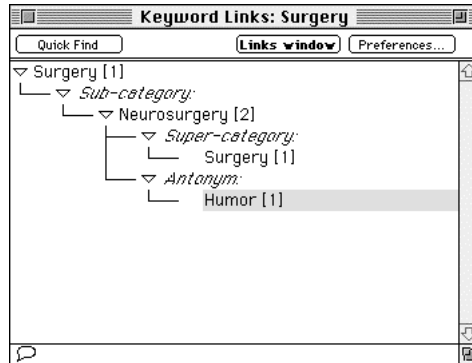 Keyword Links: Surgery
Quick Find Links window Preferences...
Surgery [1]
Sub-category:
Neurosurgery [2]
Super-category:
Surgery [1]
Antonym:
Humor [1]